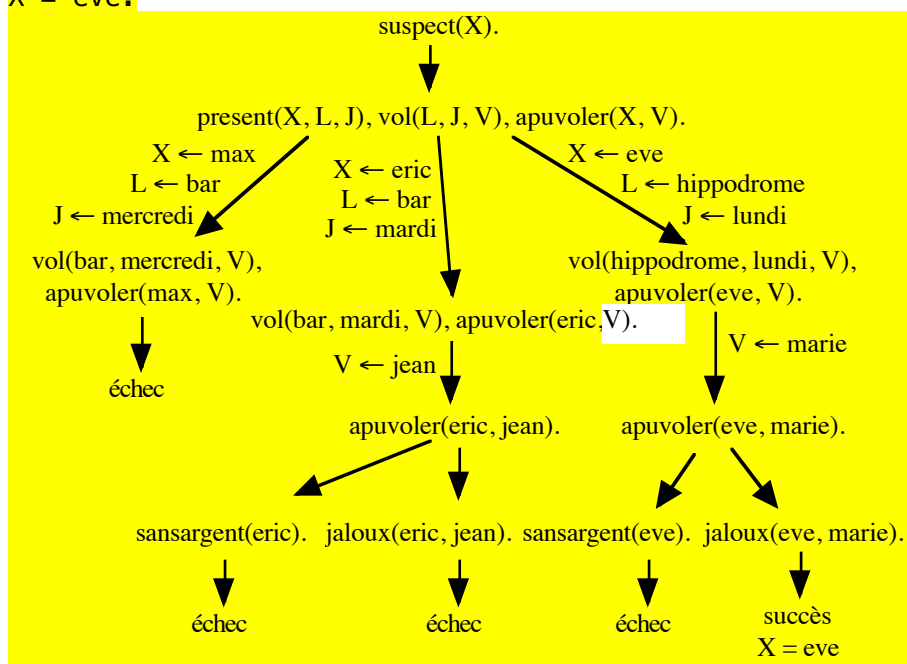 X = eve.
suspect(X).
present(X, L, J), vol(L, J, V), apuvoler(X, V).
X ← max
L ← bar
J ← mercredi
X ← eric
L ← bar
J ← mardi
X ← eve
L ← hippodrome
J ← lundi
vol(bar, mercredi, V),
apuvoler(max, V).
vol(hippodrome, lundi, V),
apuvoler(eve, V).
vol(bar, mardi, V), apuvoler(eric,V).
V ← jean
V ← marie
échec
apuvoler(eric, jean).
apuvoler(eve, marie).
sansargent(eric).
jaloux(eric, jean).
sansargent(eve).
jaloux(eve, marie).
échec
échec
échec
succès
X = eve